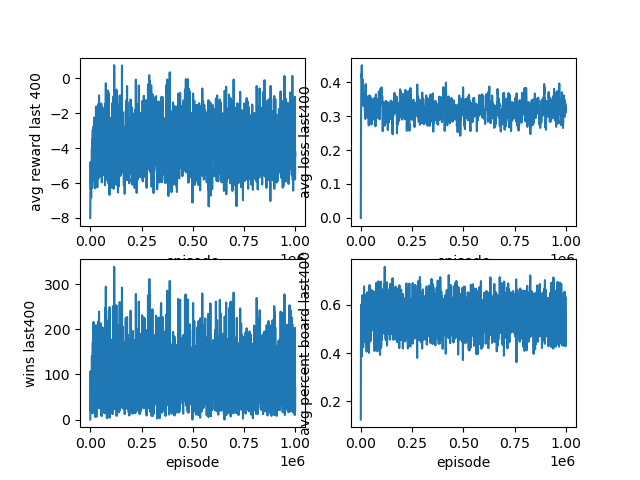 avg reward last 400
0
−2
−4
−6
−8
0.00 0.25 0.50 0.75 1.00
1e6
episode
avg loss last400
0.4
0.3
0.2
0.1
0.0
0.00 0.25 0.50 0.75 1.00
1e6
episode
wins last400
300
200
100
0
0.00 0.25 0.50 0.75 1.00
1e6
episode
avg percent board last400
0.6
0.4
0.2
0.00 0.25 0.50 0.75 1.00
1e6
episode